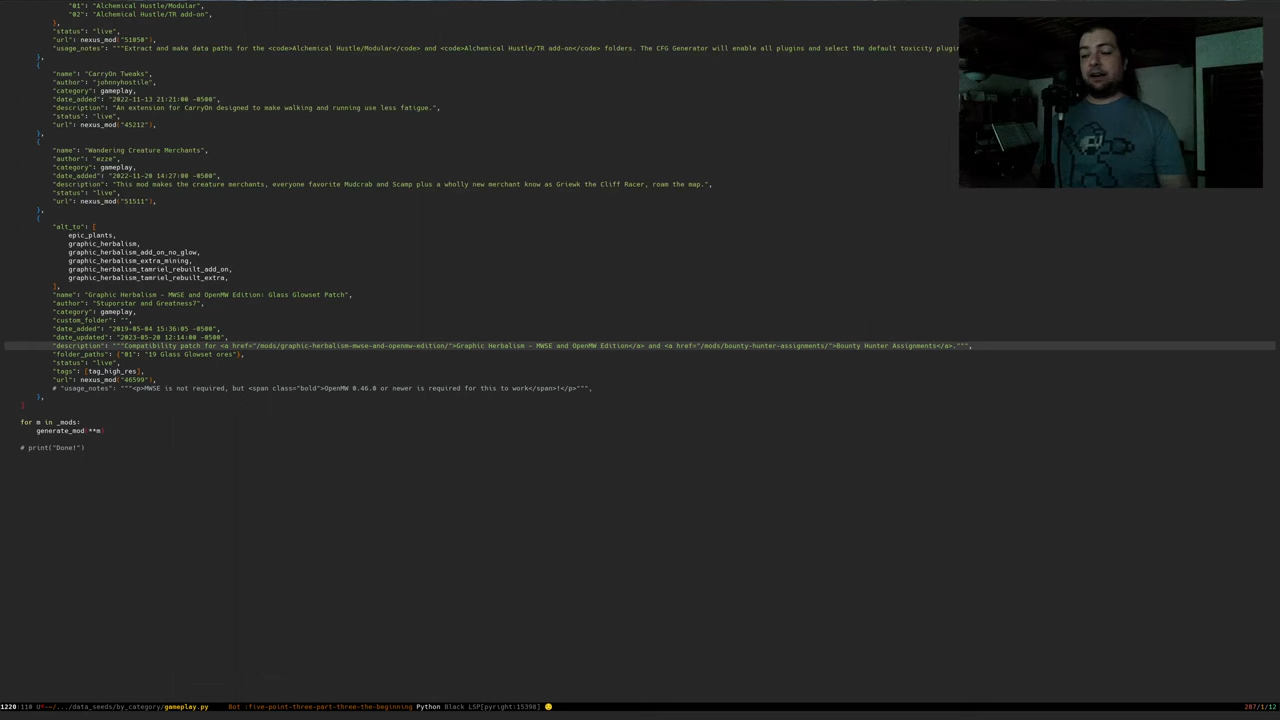 "01": "Alchemical Hustle/Modular",
"02": "Alchemical Hustle/TR add-on",
},
"status": "live",
"url": nexus_mod("51050"),
"usage_notes": """Extract and make data paths for the <code>Alchemical Hustle/Modular</code> and <code>Alchemical Hustle/TR add-on</code> folders. The CFG Generator will enable all plugins and select the default toxicity plugin
},
{
"name": "CarryOn Tweaks",
"author": "johnnyhostile",
"category": gameplay,
"date_added": "2022-11-13 21:21:00 -0500",
"description": "An extension for CarryOn designed to make walking and running use less fatigue.",
"status": "live",
"url": nexus_mod("45212"),
},
{
"name": "Wandering Creature Merchants",
"author": "ezze",
"category": gameplay,
"date_added": "2022-11-20 14:27:00 -0500",
"description": "This mod makes the creature merchants, everyone favorite Mudcrab and Scamp plus a wholly new merchant know as Griewk the Cliff Racer, roam the map.",
"status": "live",
"url": nexus_mod("51511"),
},
{
"alt_to": [
epic_plants,
graphic_herbalism,
graphic_herbalism_add_on_no_glow,
graphic_herbalism_extra_mining,
graphic_herbalism_tamriel_rebuilt_add_on,
graphic_herbalism_tamriel_rebuilt_extra,
],
"name": "Graphic Herbalism - MWSE and OpenMW Edition: Glass Glowset Patch",
"author": "Stuporstar and Greatness7",
"category": gameplay,
"custom_folder": "",
"date_added": "2019-05-04 15:36:05 -0500",
"date_updated": "2023-05-20 12:14:00 -0500",
"description": """Compatibility patch for <a href="/mods/graphic-herbalism-mwse-and-openmw-edition/">Graphic Herbalism - MWSE and OpenMW Edition</a> and <a href="/mods/bounty-hunter-assignments/">Bounty Hunter Assignments</a>.""",
"folder_paths": {"01": "19 Glass Glowset ores"},
"status": "live",
"tags": [tag_high_res],
"url": nexus_mod("46599"),
# "usage_notes": """<p>MWSE is not required, but <span class="bold">OpenMW 0.46.0 or newer is required for this to work</span>!</p>""",
},
]
for m in _mods:
generate_mod(**m)
# print("Done!")
1220:118 U*-~/.../data_seeds/by_category/gameplay.py Bot :five-point-three-part-three-the-beginning Python Black LSP[pyright:15398] 287/1/12